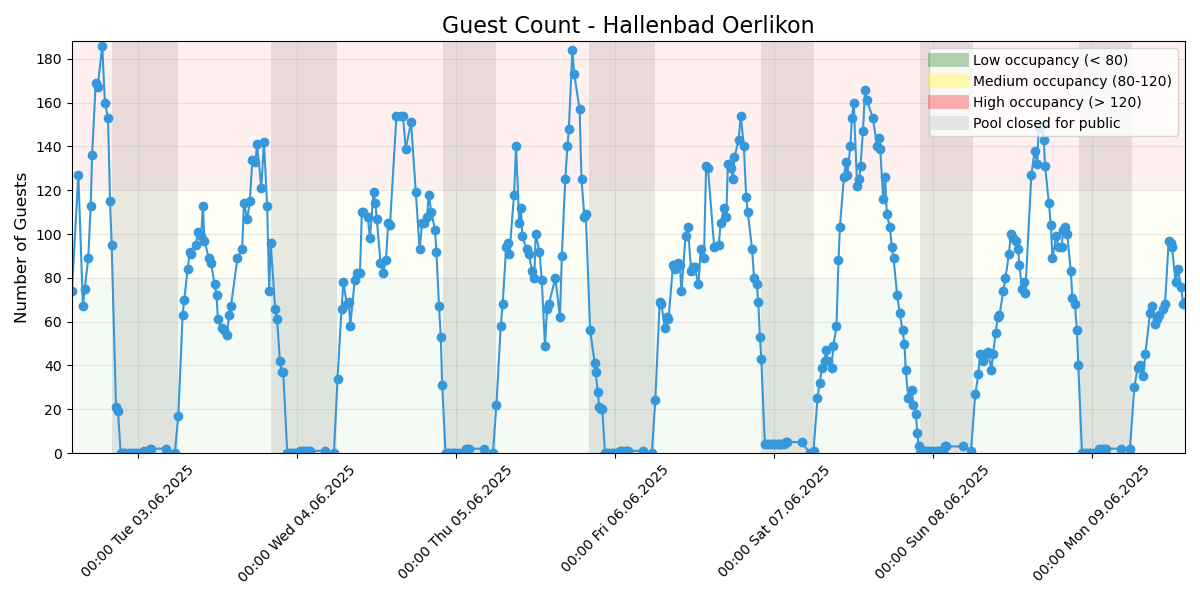 Guest Count - Hallenbad Oerlikon
Number of Guests
180
160
140
120
100
80
60
40
20
0
Low occupancy (< 80)
Medium occupancy (80-120)
High occupancy (> 120)
Pool closed for public
00:00 Tue 03.06.2025
00:00 Wed 04.06.2025
00:00 Thu 05.06.2025
00:00 Fri 06.06.2025
00:00 Sat 07.06.2025
00:00 Sun 08.06.2025
00:00 Mon 09.06.2025